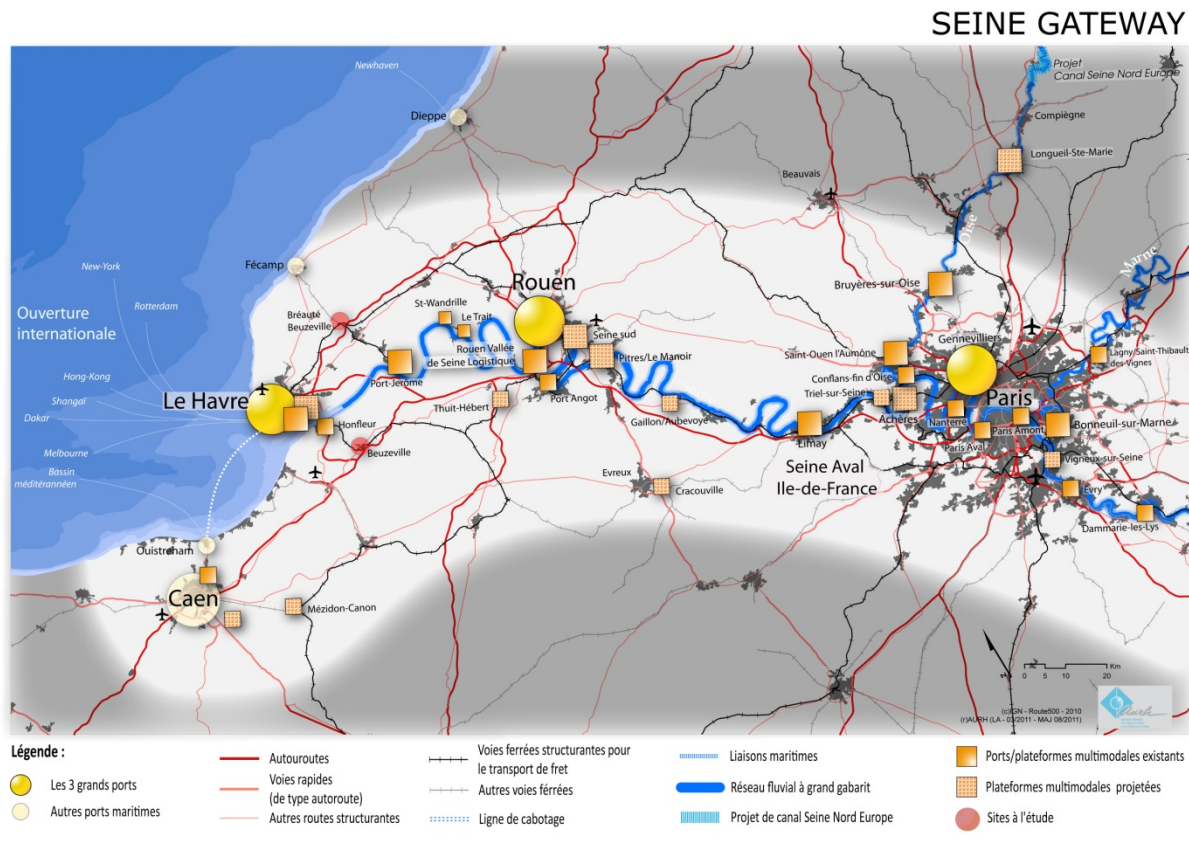 SEINE GATEWAY
Projet
Canal Seine Nord Europe
Newhaven
Dieppe
Compiègne
Longueil-Ste-Marie
Beauvais
Oise
Marne
Fécamp
New-York
Rotterdam
Ouverture
internationale
Rouen
Bruyères-sur-Oise
Bréauté
Beuzeville
St-Wandrille
Le Trait
Seine sud
Gennevilliers
Rouen Vallée
de Seine Logistique
Pitres/Le Manoir
Saint-Ouen l'Aumône
Lagny Saint-Thibault
des Vignes
Hong-Kong
Port-Jérome
Conflans-fin d'Oise
Shangaï
Le Havre
Port Angot
Triel-sur-Seine
Paris
Thuit-Hébert
Dakar
Honfleur
Gaillon/Aubevoye
Achères
Nanterre
Paris Amont
Bonneuil-sur-Marne
Limay
Paris Aval
Melbourne
Beuzeville
Bassin
méditérannéen
Vigneux-sur-Seine
Seine Aval
Ile-de-France
Evreux
Cracouville
Evry
Dammarie-les-Lys
Ouistreham
Caen
Mézidon-Canon
Km
0 5 10 20
(c)IGN - Route500 - 2010
(r)AURH (LA - 03/2011 - MAJ 08/2011)
aurh
Légende :
Les 3 grands ports
Autres ports maritimes
Autouroutes
Voies rapides
(de type autoroute)
Autres routes structurantes
Voies ferrées structurantes pour
le transport de fret
Autres voies ferrées
Ligne de cabotage
Liaisons maritimes
Réseau fluvial à grand gabarit
Projet de canal Seine Nord Europe
Ports/plateformes multimodales existants
Plateformes multimodales projetées
Sites à l'étude